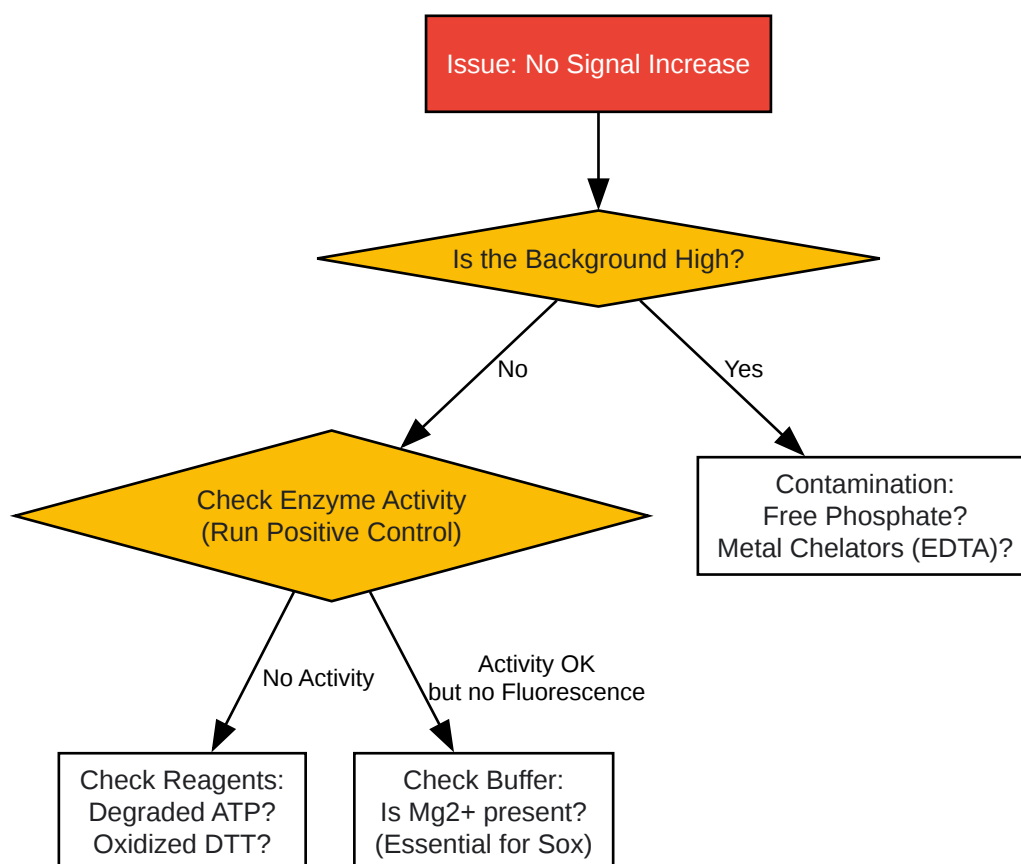 Issue: No Signal Increase
Is the Background High?
No
Yes
Check Enzyme Activity
(Run Positive Control)
Contamination:
Free Phosphate?
Metal Chelators (EDTA)?
No Activity
Activity OK
but no Fluorescence
Check Reagents:
Degraded ATP?
Oxidized DTT?
Check Buffer:
Is Mg2+ present?
(Essential for Sox)